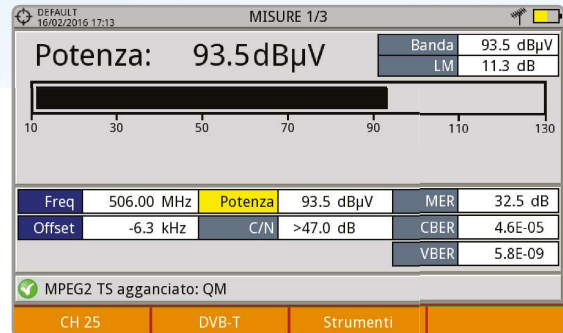 DEFAULT
16/02/2016 17:13
MISURE 1/3
Potenza: 93.5dBµV
Banda 93.5 dBµV
LM 11.3 dB
10 30 50 70 90 110 130
Freq 506.00 MHz Potenza 93.5 dBµV MER 32.5 dB
Offset -6.3 kHz C/N >47.0 dB CBER 4.6E-05
VBER 5.8E-09
MPEG2 TS agganciato: QM
CH 25 DVB-T Strumenti